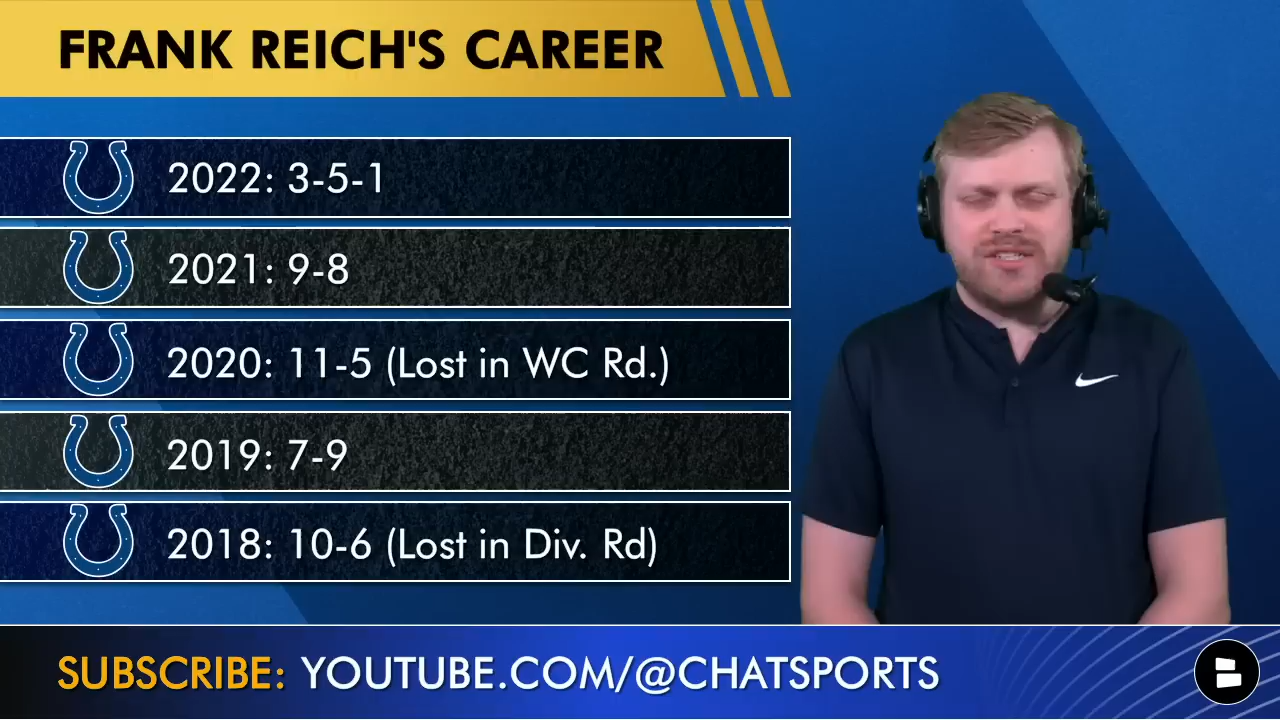 FRANK REICH'S CAREER
2022: 3-5-1
2021: 9-8
2020: 11-5 (Lost in WC Rd.)
2019: 7-9
2018: 10-6 (Lost in Div. Rd)
SUBSCRIBE: YOUTUBE.COM/@CHATSPORTS